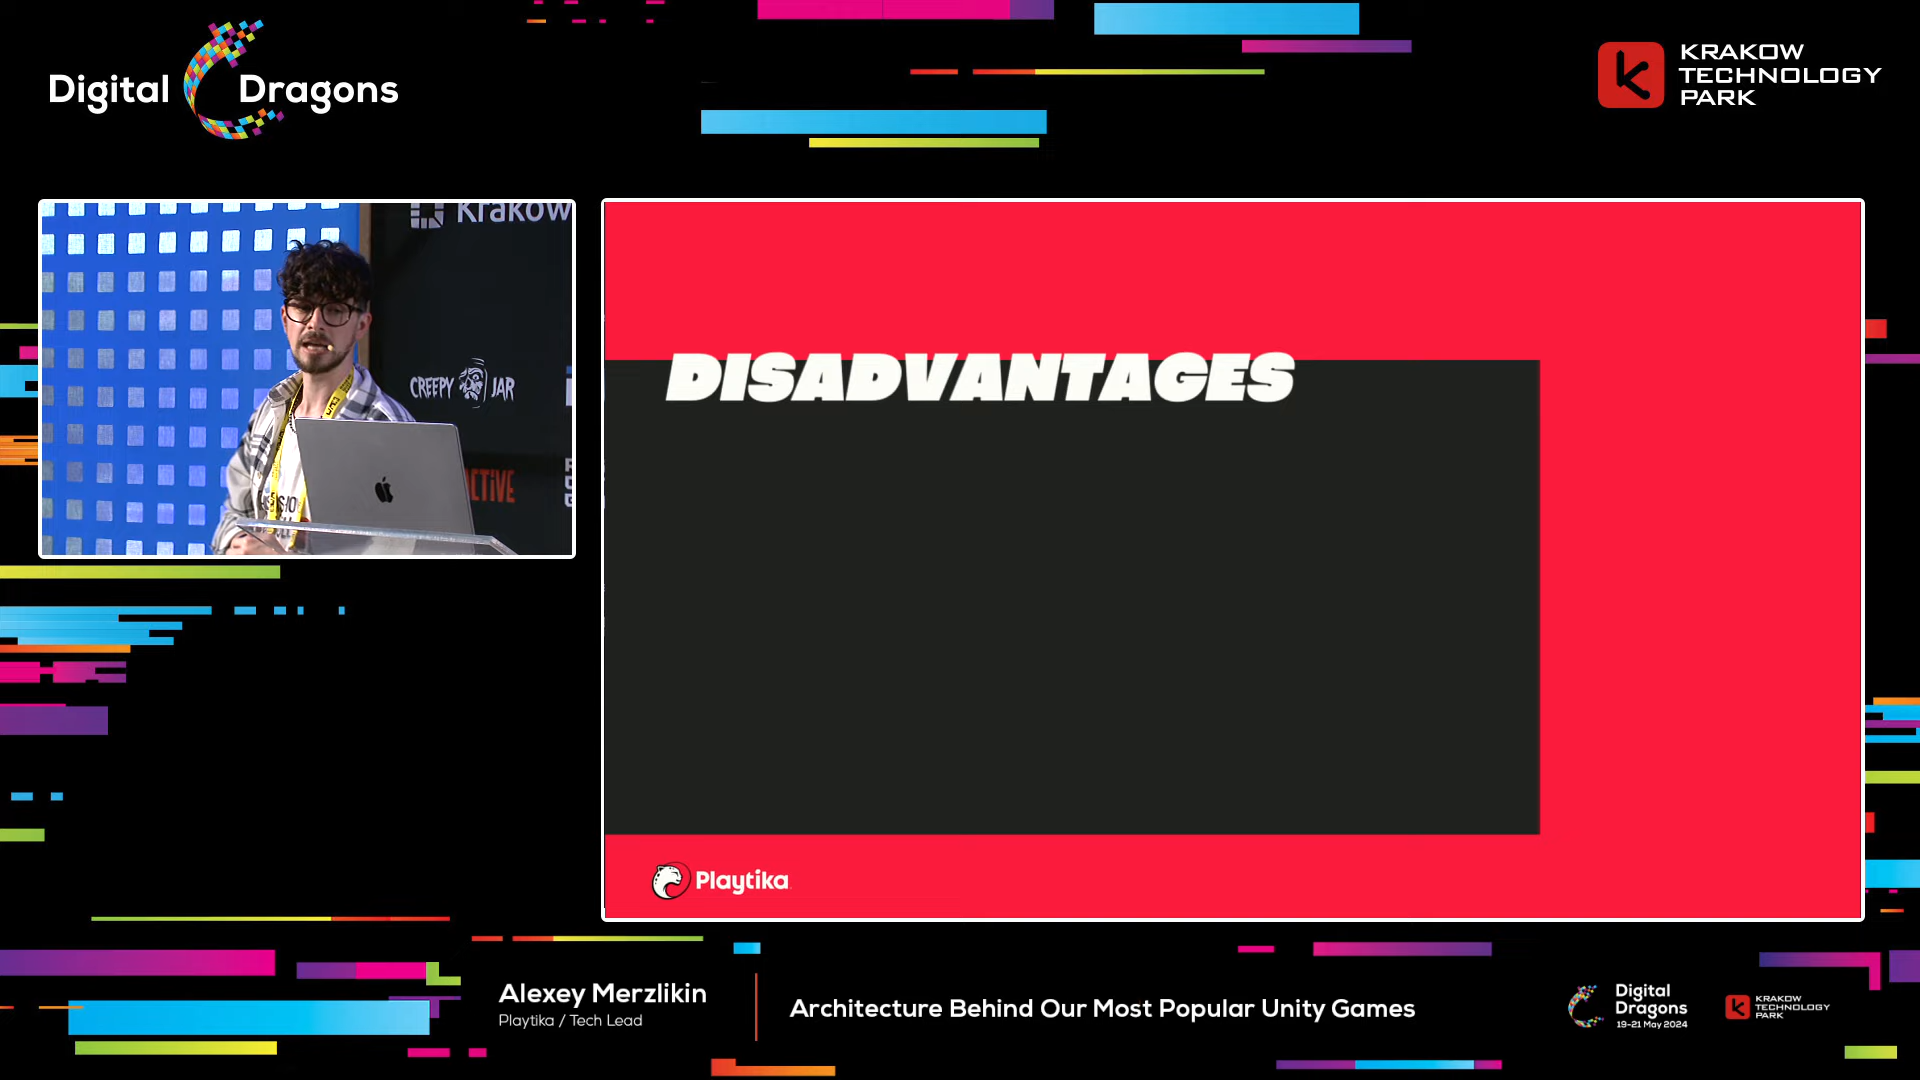 Digital Dragons
KRAKOW
TECHNOLOGY
PARK
Krakow
CREEPY JAR
CTIVE
DISADVANTAGES
Playtika
Alexey Merzlikin
Playtika / Tech Lead
Architecture Behind Our Most Popular Unity Games
Digital
Dragons
19-21 May 2024
KRAKOW
TECHNOLOGY
PARK